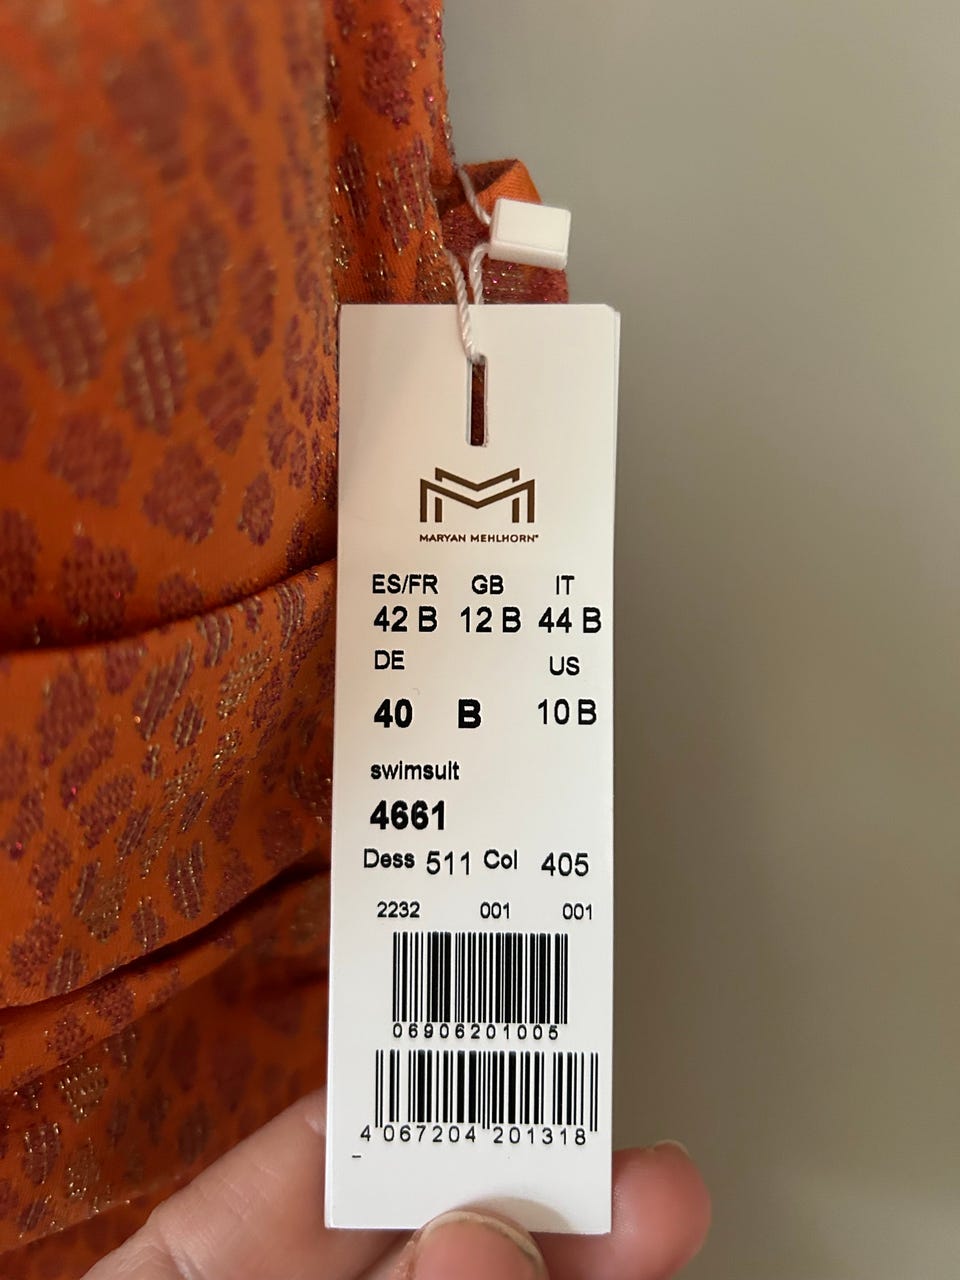 MARYAN MEHLHORN®
ES/FR GB IT
42 B 12 B 44 B
DE US
40 B 10 B
swimsuit
4661
Dess 511 Col 405
2232 001 001
06906201005
4 067204 201318